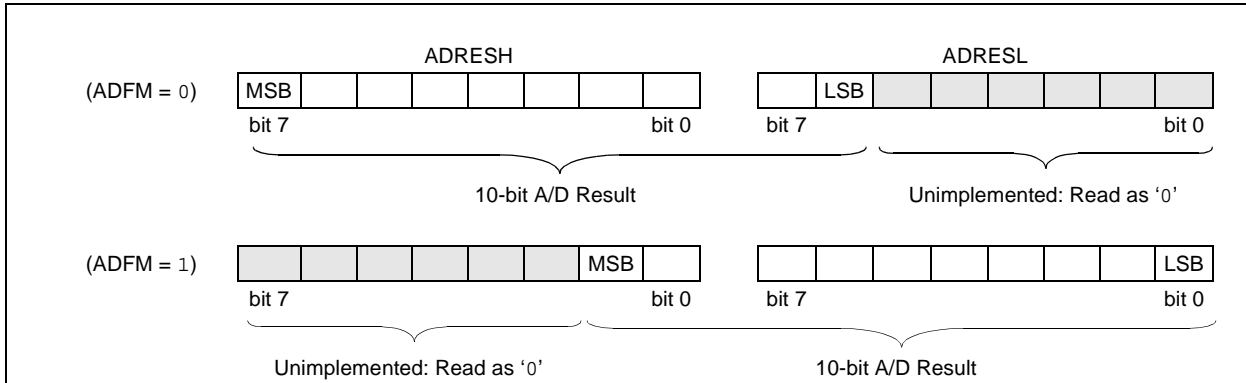 ADRESH ADRESL
(ADFM = 0) MSB LSB
bit 7 bit 0 bit 7 bit 0
10-bit A/D Result Unimplemented: Read as ‘0’
(ADFM = 1) MSB LSB
bit 7 bit 0 bit 7 bit 0
Unimplemented: Read as ‘0’ 10-bit A/D Result